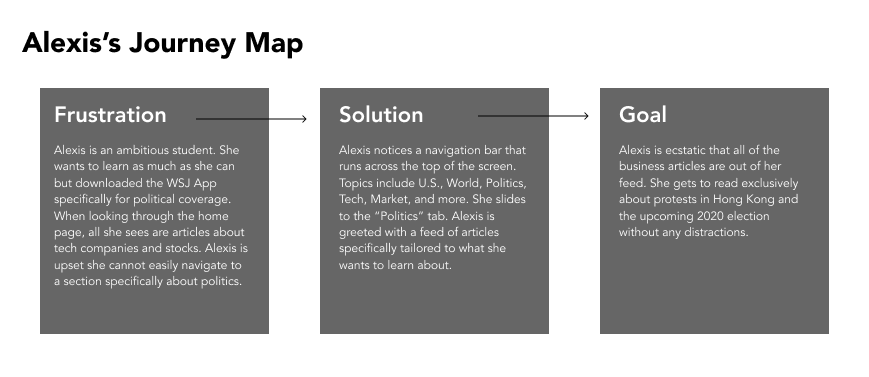 Alexis's Journey Map
Frustration
Alexis is an ambitious student. She
wants to learn as much as she can
but downloaded the WSJ App
specifically for political coverage.
When looking through the home
page, all she sees are articles about
tech companies and stocks. Alexis is
upset she cannot easily navigate to
a section specifically about politics.
Solution
Alexis notices a navigation bar that
runs across the top of the screen.
Topics include U.S., World, Politics,
Tech, Market, and more. She slides
to the “Politics” tab. Alexis is
greeted with a feed of articles
specifically tailored to what she
wants to learn about.
Goal
Alexis is ecstatic that all of the
business articles are out of her
feed. She gets to read exclusively
about protests in Hong Kong and
the upcoming 2020 election
without any distractions.